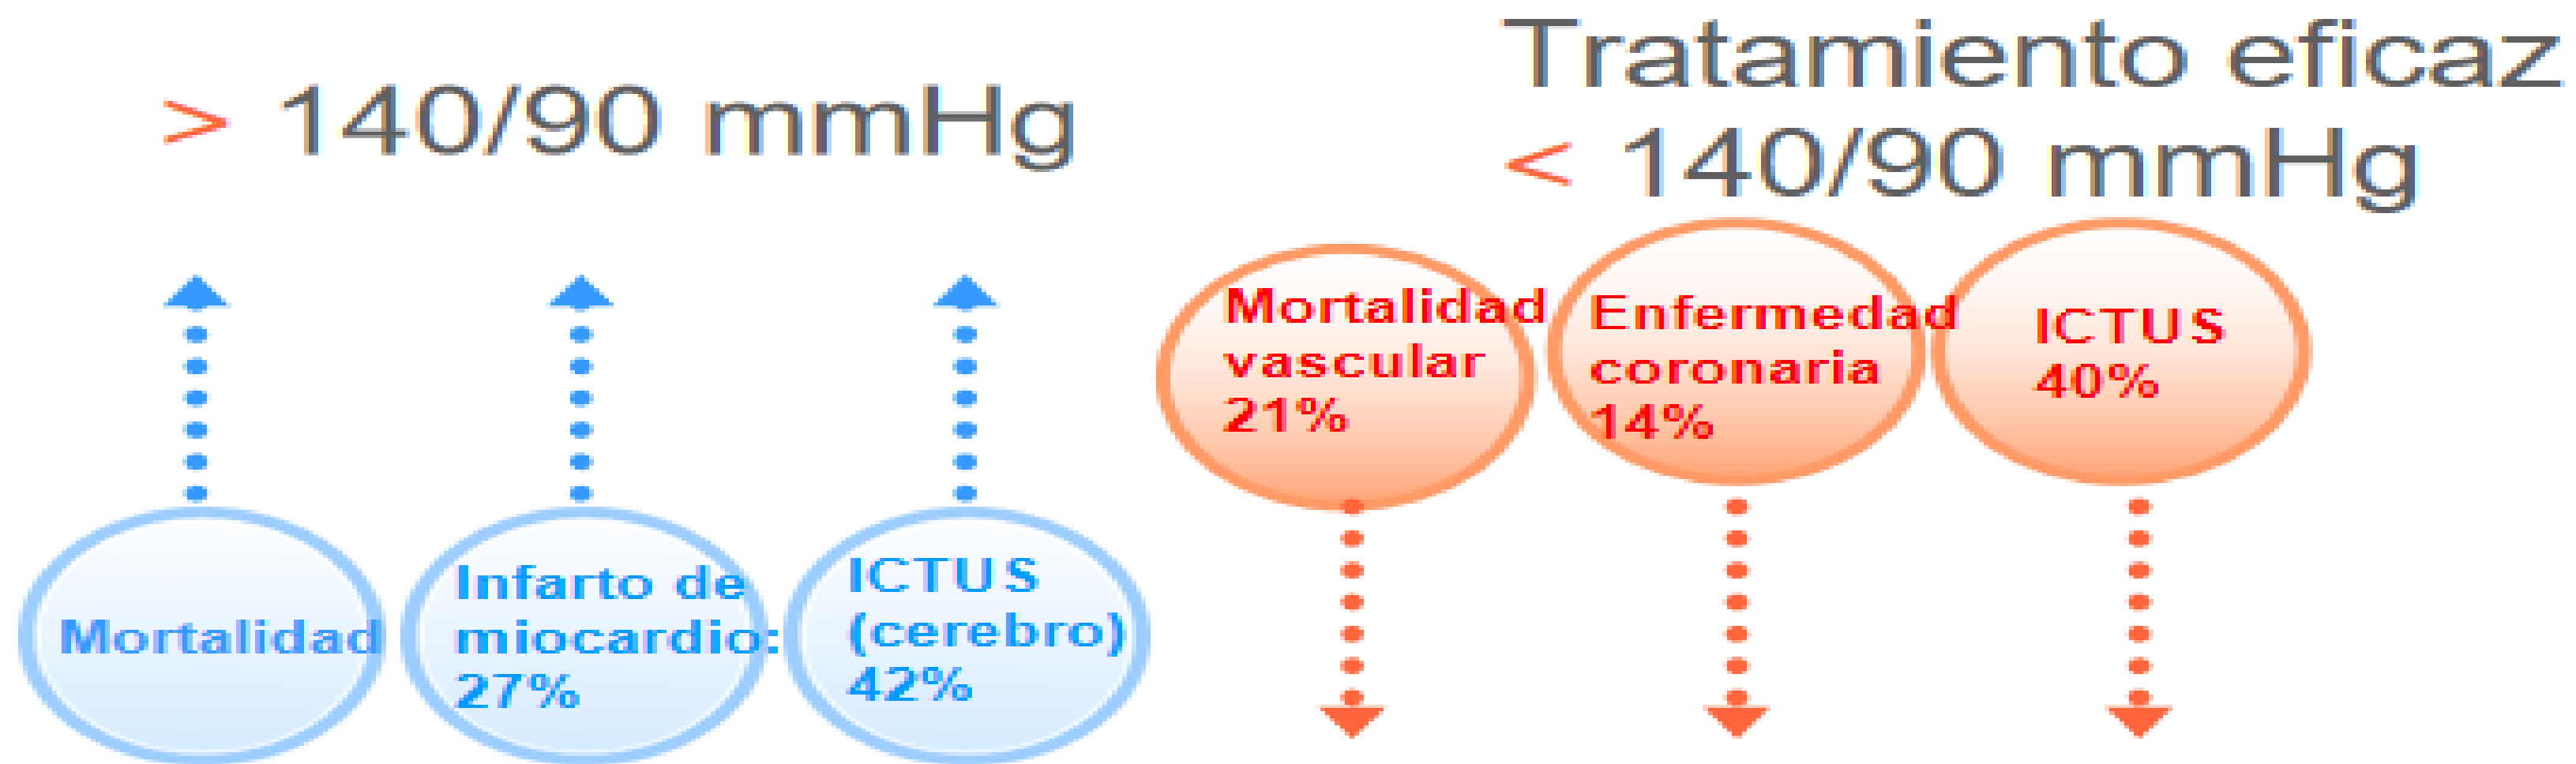 > 140/90 mmHg
Tratamiento eficaz
< 140/90 mmHg
Mortalidad
Infarto de
miocardio:
27%
ICTUS
(cerebro)
42%
Mortalidad
vascular
21%
Enfermedad
coronaria
14%
ICTUS
40%